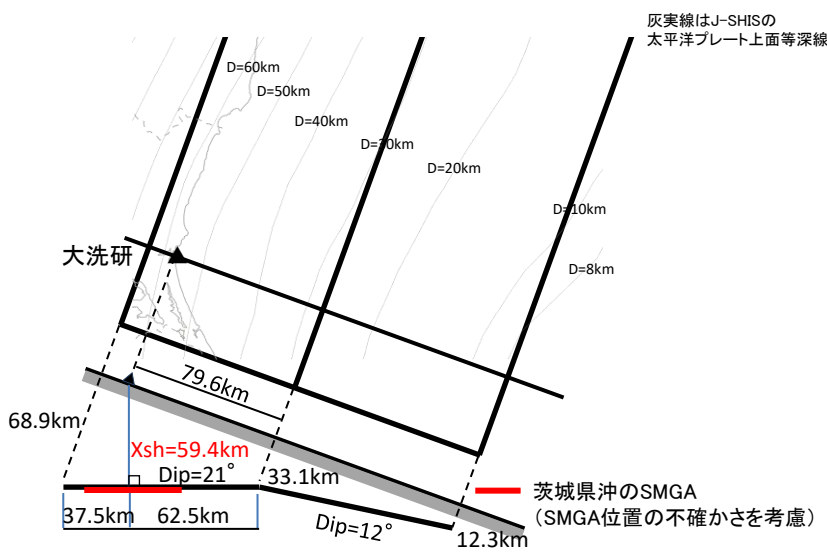 灰実線はJ-SHISの
太平洋プレート上面等深線
D=60km
D=50km
D=40km
D=30km
D=20km
D=10km
D=8km
大洗研
79.6km
68.9km
Xsh=59.4km
Dip=21°
33.1km
37.5km
62.5km
Dip=12°
12.3km
茨城県沖のSMGA
（SMGA位置の不確かさを考慮）